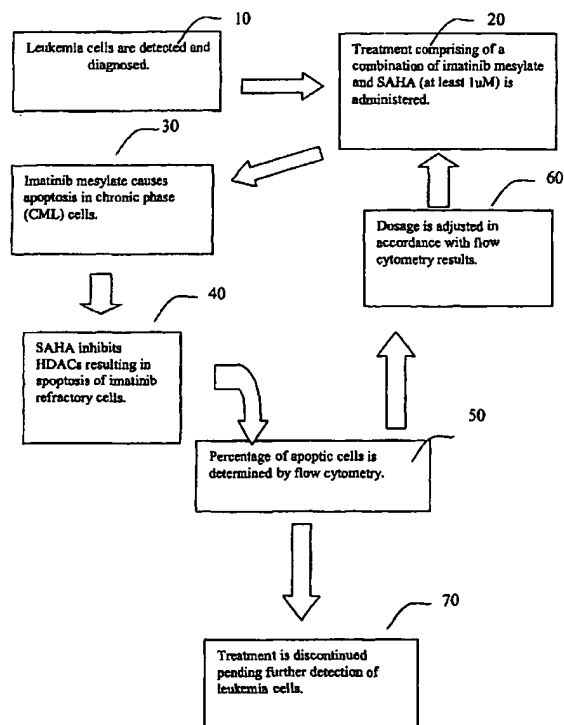 10
Leukemia cells are detected and
diagnosed.
20
Treatment comprising of a
combination of imatinib mesylate
and SAHA (at least 1uM) is
administered.
30
Imatinib mesylate causes
apoptosis in chronic phase
(CML) cells.
60
Dosage is adjusted in
accordance with flow
cytometry results.
40
SAHA inhibits
HDACs resulting in
apoptosis of imatinib
refractory cells.
50
Percentage of apoptic cells is
determined by flow cytometry.
70
Treatment is discontinued
pending further detection of
leukemia cells.